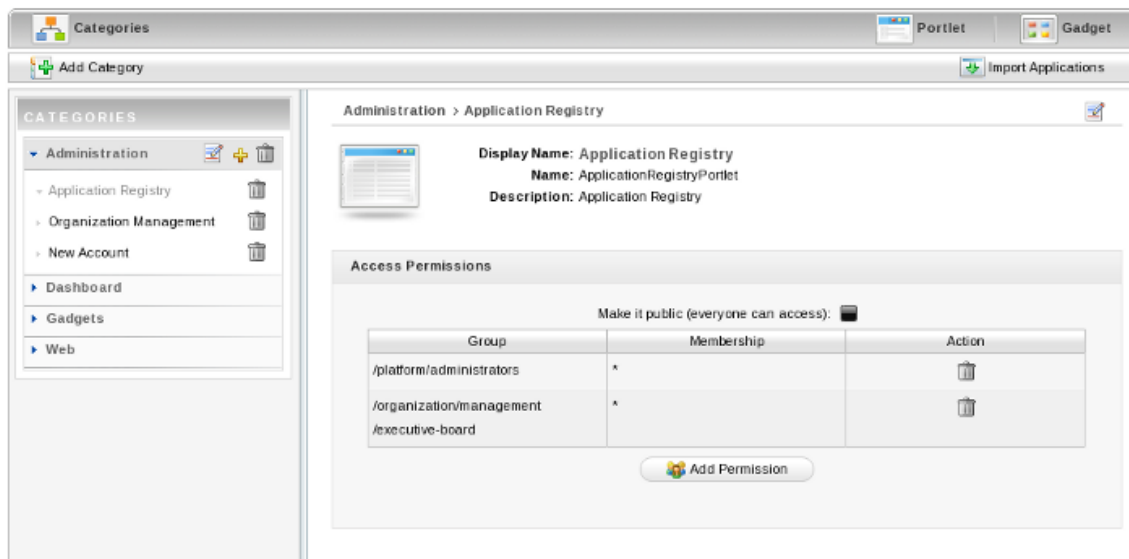 Categories
Portlet
Gadget
Add Category
Import Applications
CATEGORIES
Administration
Application Registry
Organization Management
New Account
Dashboard
Gadgets
Web
Administration > Application Registry
Display Name: Application Registry
Name: ApplicationRegistryPortlet
Description: Application Registry
Access Permissions
Make it public (everyone can access):
Group Membership Action
/platform/administrators *
/organization/management *
/executive-board
Add Permission